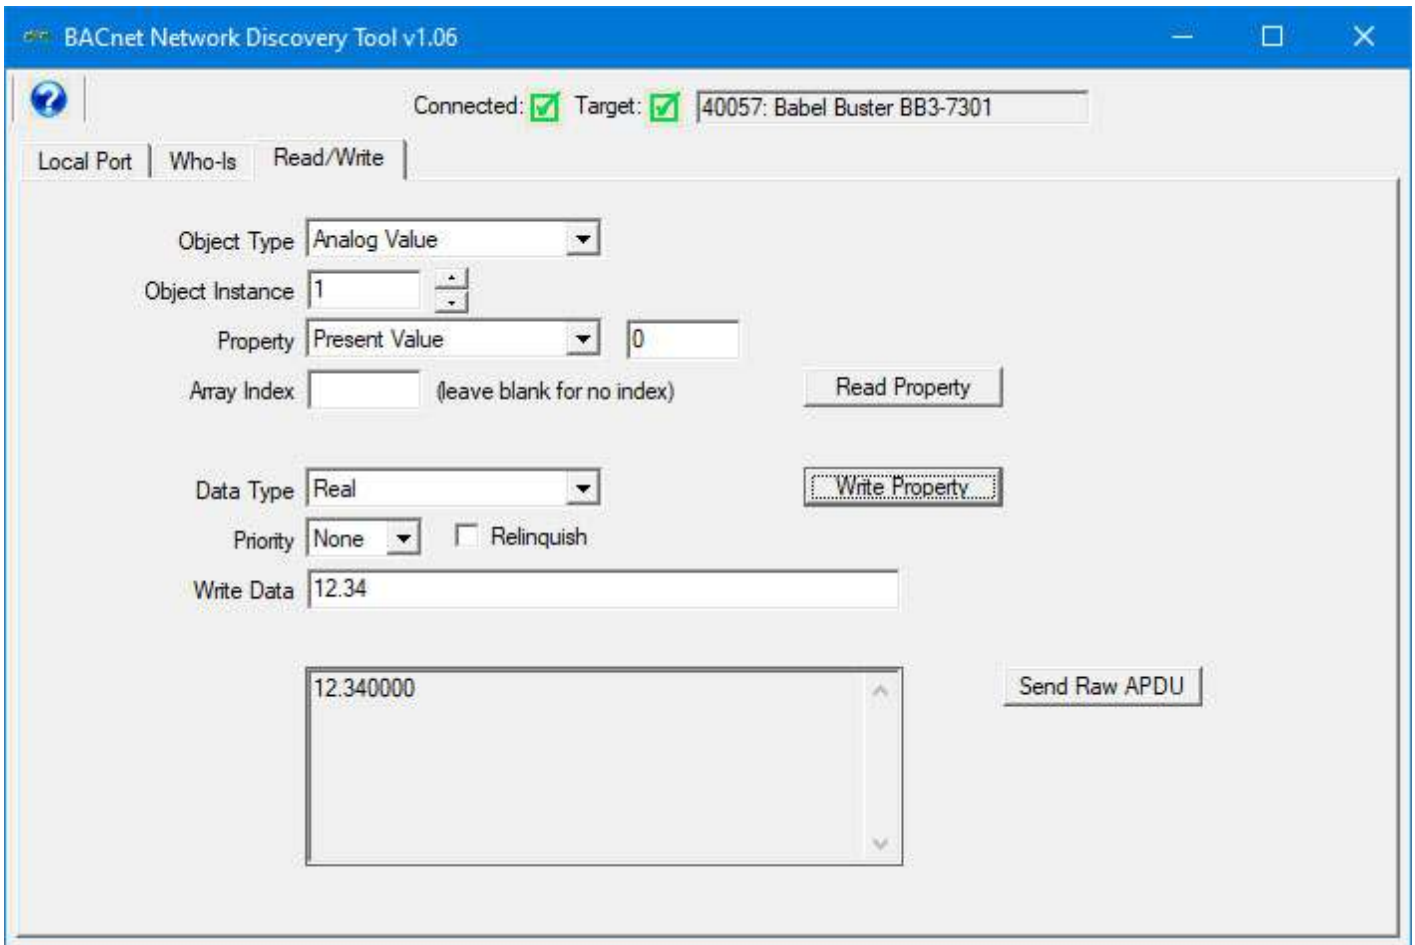 BACnet Network Discovery Tool v1.06
Connected: Target: 40057: Babel Buster BB3-7301
Local Port Who-Is Read/Write
Object Type Analog Value
Object Instance 1
Property Present Value 0
Array Index (leave blank for no index) Read Property
Data Type Real Write Property
Priority None Relinquish
Write Data 12.34
12.340000 Send Raw APDU